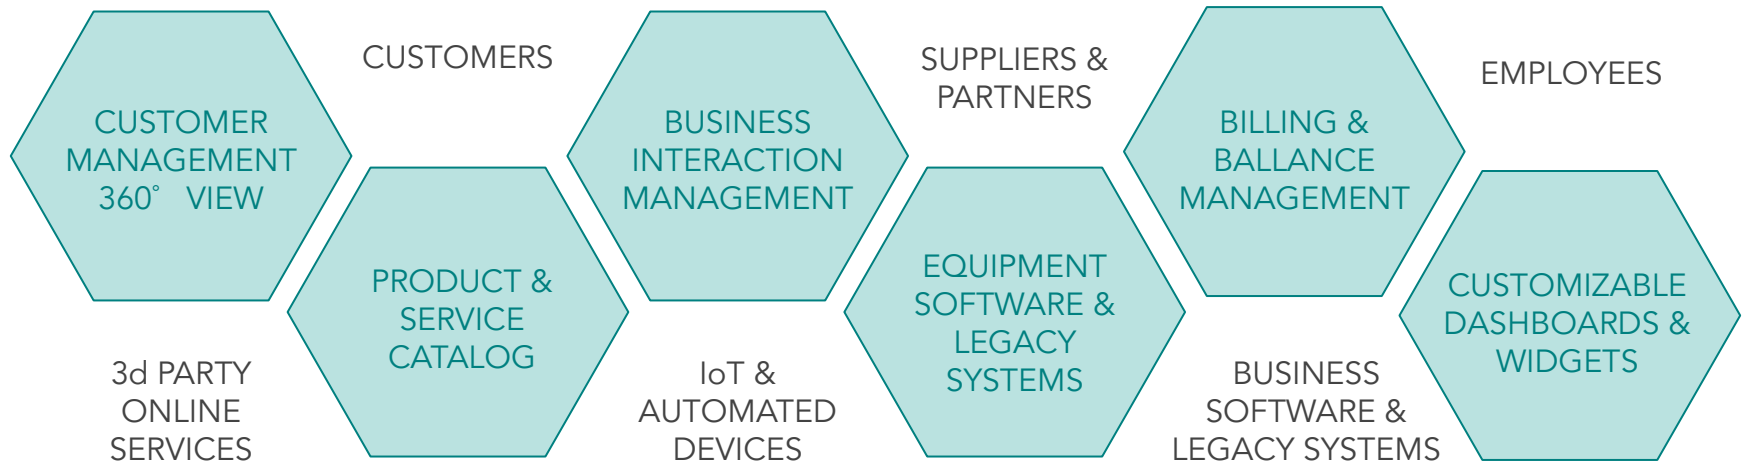 CUSTOMER
MANAGEMENT
360° VIEW
CUSTOMERS
BUSINESS
INTERACTION
MANAGEMENT
SUPPLIERS &
PARTNERS
BILLING &
BALLANCE
MANAGEMENT
EMPLOYEES
3d PARTY
ONLINE
SERVICES
PRODUCT &
SERVICE
CATALOG
IoT &
AUTOMATED
DEVICES
EQUIPMENT
SOFTWARE &
LEGACY
SYSTEMS
BUSINESS
SOFTWARE &
LEGACY SYSTEMS
CUSTOMIZABLE
DASHBOARDS &
WIDGETS